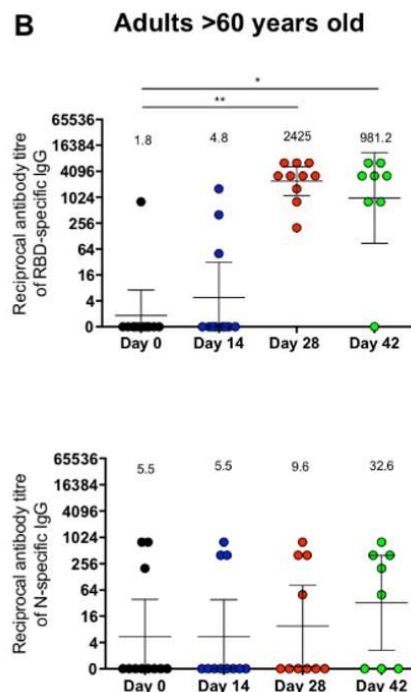 B Adults >60 years old
*
**
Reciprocal antibody titre
of RBD-specific IgG
65536
16384
4096
1024
256
64
16
4
0
1.8 4.8 2425 981.2
Day 0 Day 14 Day 28 Day 42
Reciprocal antibody titre
of N-specific IgG
65536
16384
4096
1024
256
64
16
4
0
5.5 5.5 9.6 32.6
Day 0 Day 14 Day 28 Day 42